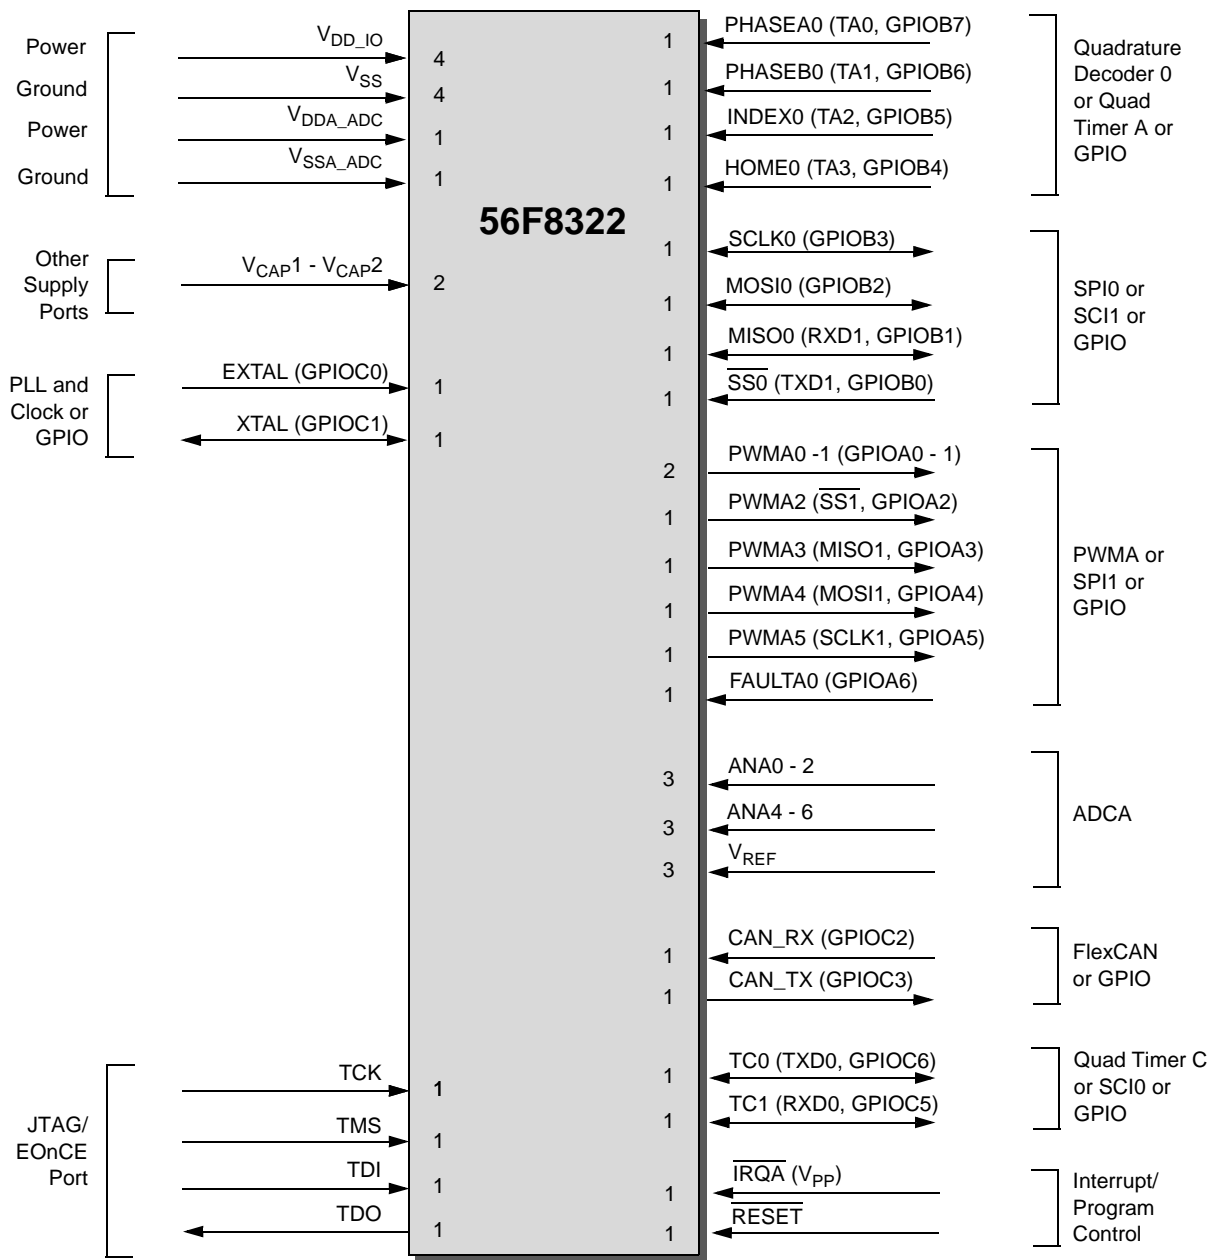 Power
V_DD_IO
4
Ground
V_SS
4
Power
V_DDA_ADC
1
Ground
V_SSA_ADC
1
56F8322
Other
Supply
Ports
V_CAP1 - V_CAP2
2
PLL and
Clock or
GPIO
EXTAL (GPIOC0)
1
XTAL (GPIOC1)
1
JTAG/
EOnCE
Port
TCK
1
TMS
1
TDI
1
TDO
1
1
PHASEA0 (TA0, GPIOB7)
1
PHASEB0 (TA1, GPIOB6)
1
INDEX0 (TA2, GPIOB5)
1
HOME0 (TA3, GPIOB4)
Quadrature
Decoder 0
or Quad
Timer A or
GPIO
1
SCLK0 (GPIOB3)
1
MOSI0 (GPIOB2)
1
MISO0 (RXD1, GPIOB1)
1
S̅S̅0̅ (TXD1, GPIOB0)
SPI0 or
SCI1 or
GPIO
2
PWMA0 -1 (GPIOA0 - 1)
1
PWMA2 (S̅S̅1̅, GPIOA2)
1
PWMA3 (MISO1, GPIOA3)
1
PWMA4 (MOSI1, GPIOA4)
1
PWMA5 (SCLK1, GPIOA5)
1
FAULTA0 (GPIOA6)
PWMA or
SPI1 or
GPIO
3
ANA0 - 2
3
ANA4 - 6
3
V_REF
ADCA
1
CAN_RX (GPIOC2)
1
CAN_TX (GPIOC3)
FlexCAN
or GPIO
1
TC0 (TXD0, GPIOC6)
1
TC1 (RXD0, GPIOC5)
Quad Timer C
or SCI0 or
GPIO
1
I̅R̅Q̅A̅ (V_PP)
1
R̅E̅S̅E̅T̅
Interrupt/
Program
Control